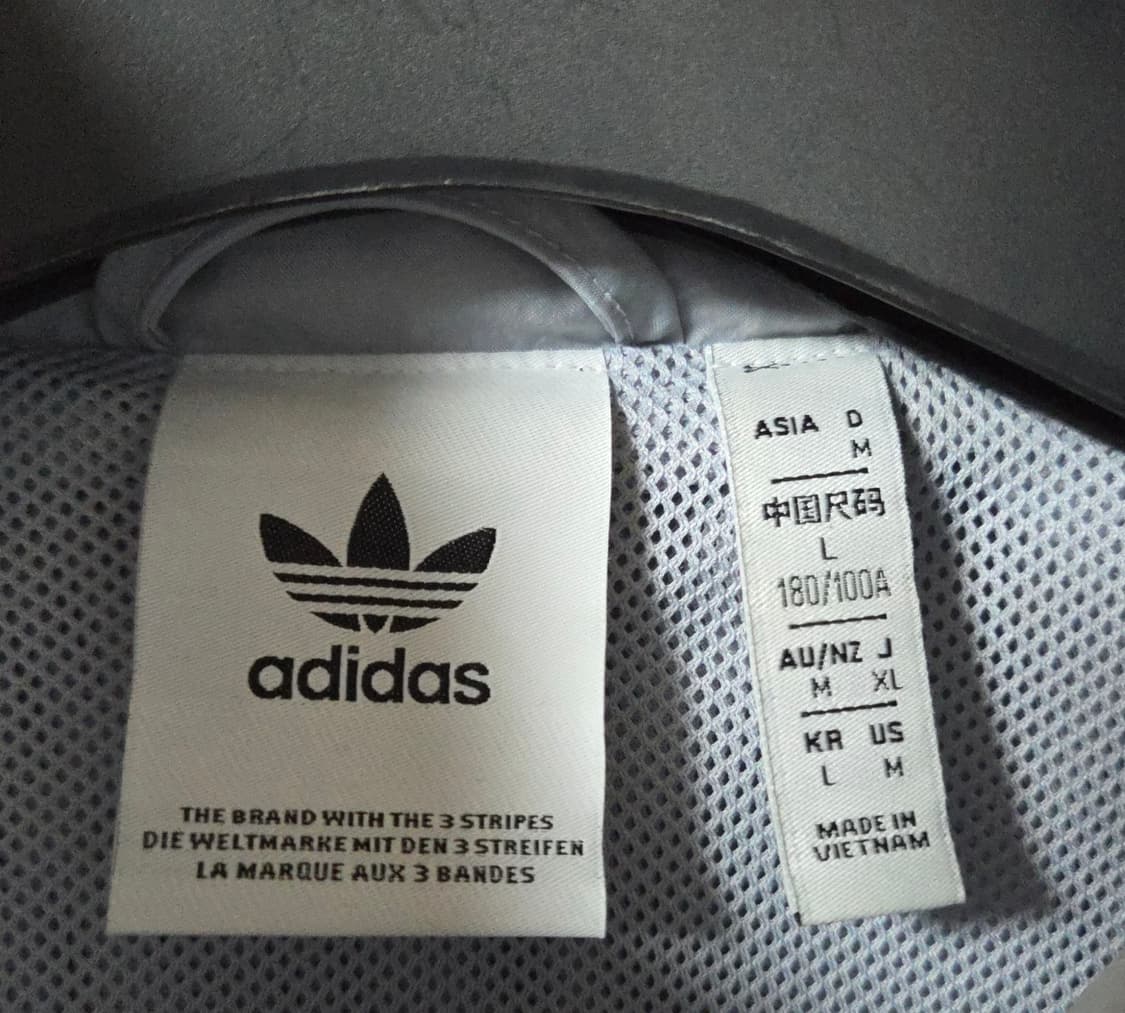 adidas
THE BRAND WITH THE 3 STRIPES
DIE WELTMARKE MIT DEN 3 STREIFEN
LA MARQUE AUX 3 BANDES
ASIA D
M
中国尺码
L
180/100A
AU/NZ J
M XL
KR US
L M
MADE IN
VIETNAM